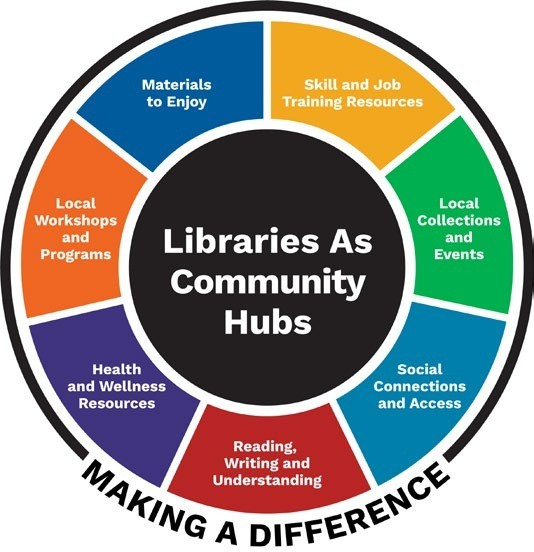 Materials
to Enjoy
Skill and Job
Training Resources
Local
Collections
and
Events
Social
Connections
and Access
Reading,
Writing and
Understanding
Health
and Wellness
Resources
Local
Workshops
and
Programs
Libraries As
Community
Hubs
MAKING A DIFFERENCE